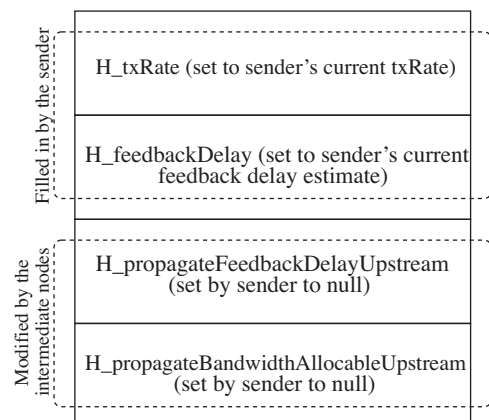 Filled in by the sender
H_txRate (set to sender's current txRate)
H_feedbackDelay (set to sender's current
feedback delay estimate)
Modified by the
intermediate nodes
H_propagateFeedbackDelayUpstream
(set by sender to null)
H_propagateBandwidthAllocableUpstream
(set by sender to null)